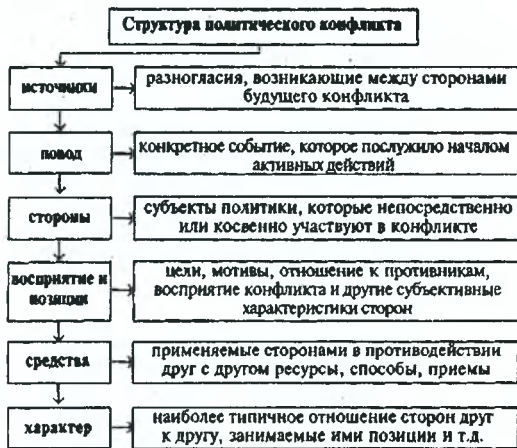 Структура политического конфликта
источники
разногласия, возникающие между сторонами
будущего конфликта
повод
конкретное событие, которое послужило началом
активных действий
стороны
субъекты политики, которые непосредственно
или косвенно участвуют в конфликте
восприятие и
позиции
цели, мотивы, отношение к противникам,
восприятие конфликта и другие субъективные
характеристики сторон
средства
применяемые сторонами в противодействии
друг с другом ресурсы, способы, приемы
характер
наиболее типичное отношение сторон друг
к другу, занимаемые ими позиции и т.д.